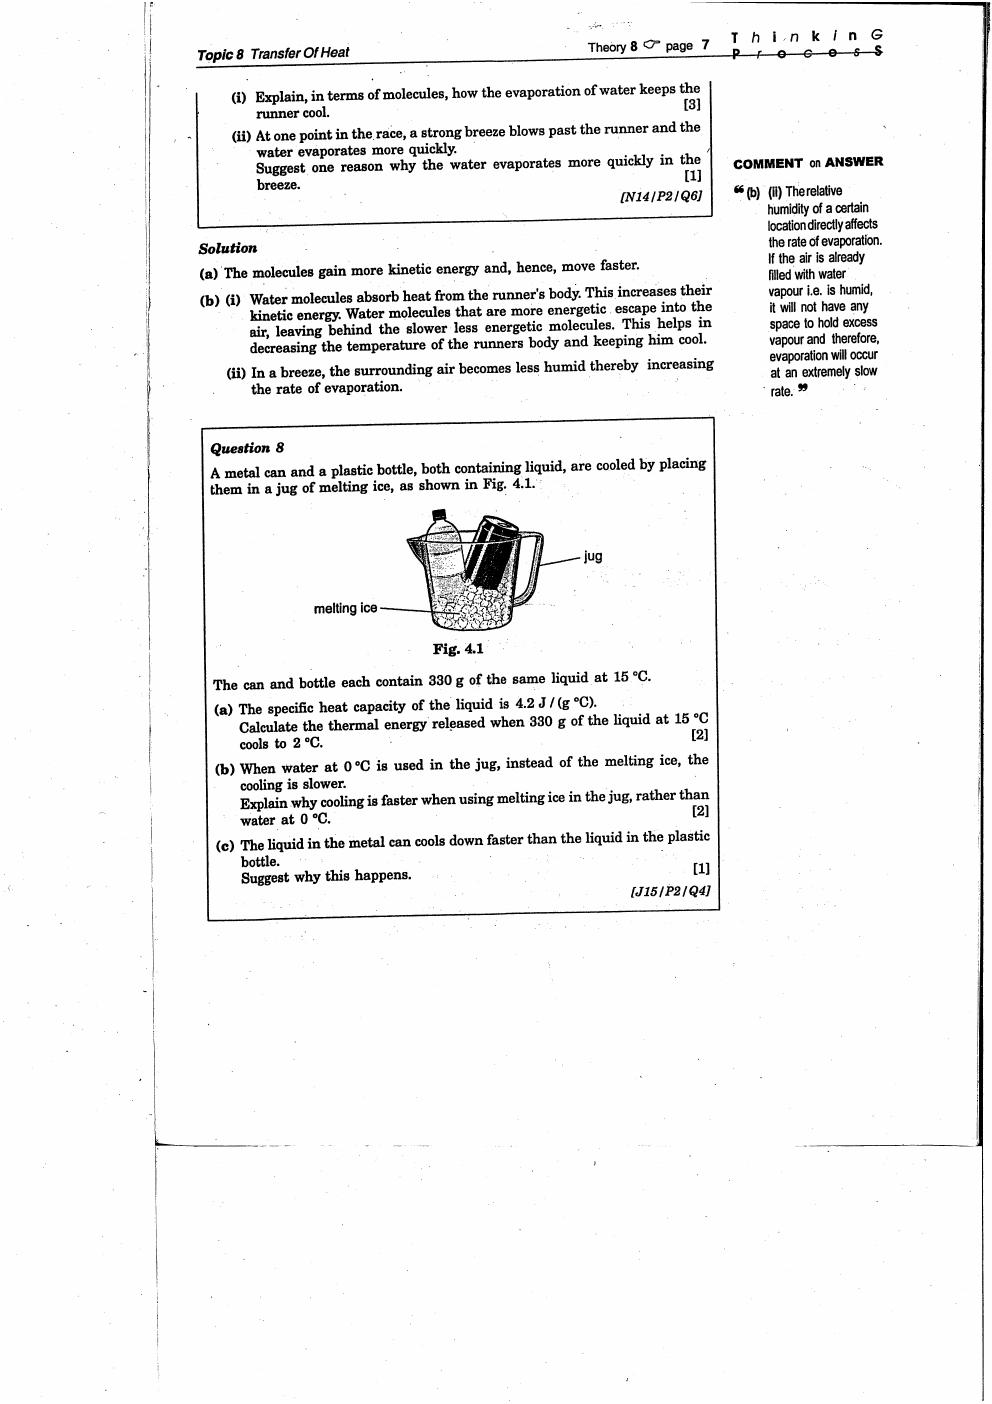 Topic 8 Transfer Of Heat
Theory 8 ☞ page 7
T h i n k i n G
P r o c e s S
(i) Explain, in terms of molecules, how the evaporation of water keeps the
runner cool. [3]
(ii) At one point in the race, a strong breeze blows past the runner and the
water evaporates more quickly.
Suggest one reason why the water evaporates more quickly in the
breeze. [1]
[N14/P2/Q6]
Solution
(a) The molecules gain more kinetic energy and, hence, move faster.
(b) (i) Water molecules absorb heat from the runner's body. This increases their
kinetic energy. Water molecules that are more energetic escape into the
air, leaving behind the slower less energetic molecules. This helps in
decreasing the temperature of the runners body and keeping him cool.
(ii) In a breeze, the surrounding air becomes less humid thereby increasing
the rate of evaporation.
COMMENT on ANSWER
“ (b) (ii) The relative
humidity of a certain
location directly affects
the rate of evaporation.
If the air is already
filled with water
vapour i.e. is humid,
it will not have any
space to hold excess
vapour and therefore,
evaporation will occur
at an extremely slow
rate. ”
Question 8
A metal can and a plastic bottle, both containing liquid, are cooled by placing
them in a jug of melting ice, as shown in Fig. 4.1.
jug
melting ice
Fig. 4.1
The can and bottle each contain 330 g of the same liquid at 15 °C.
(a) The specific heat capacity of the liquid is 4.2 J / (g °C).
Calculate the thermal energy released when 330 g of the liquid at 15 °C
cools to 2 °C. [2]
(b) When water at 0 °C is used in the jug, instead of the melting ice, the
cooling is slower.
Explain why cooling is faster when using melting ice in the jug, rather than
water at 0 °C. [2]
(c) The liquid in the metal can cools down faster than the liquid in the plastic
bottle.
Suggest why this happens. [1]
[J15/P2/Q4]